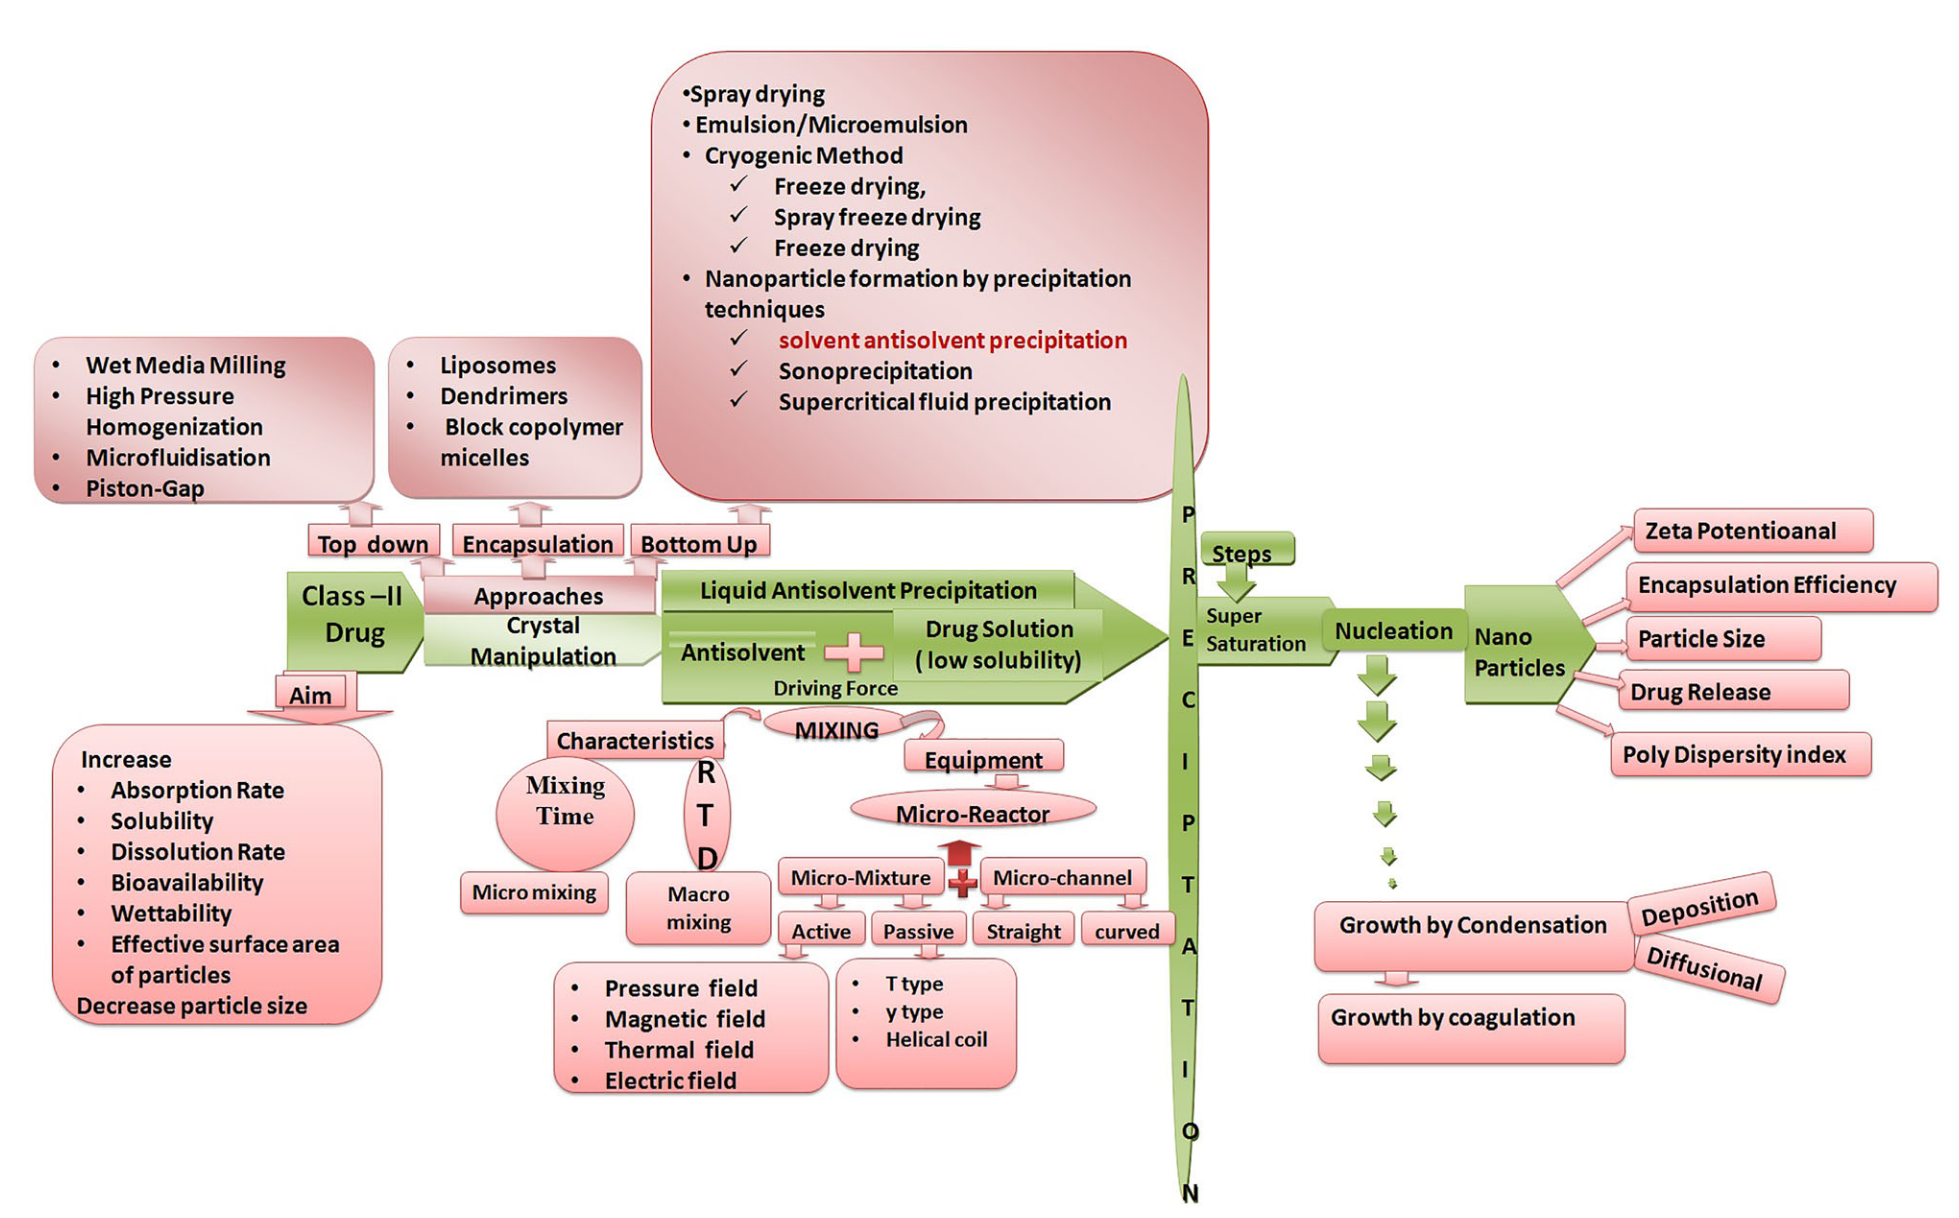 •Spray drying
• Emulsion/Microemulsion
• Cryogenic Method
✓ Freeze drying,
✓ Spray freeze drying
✓ Freeze drying
• Nanoparticle formation by precipitation
techniques
✓ solvent antisolvent precipitation
✓ Sonoprecipitation
✓ Supercritical fluid precipitation
• Wet Media Milling
• High Pressure
Homogenization
• Microfluidisation
• Piston-Gap
• Liposomes
• Dendrimers
• Block copolymer
micelles
Top down
Encapsulation
Bottom Up
Class –II
Drug
Approaches
Crystal
Manipulation
Liquid Antisolvent Precipitation
Antisolvent
Drug Solution
( low solubility)
Driving Force
PRECIPTATION
Steps
Super
Saturation
Nucleation
Nano
Particles
Zeta Potentioanal
Encapsulation Efficiency
Particle Size
Drug Release
Poly Dispersity index
Aim
Increase
• Absorption Rate
• Solubility
• Dissolution Rate
• Bioavailability
• Wettability
• Effective surface area
of particles
Decrease particle size
Characteristics
MIXING
Equipment
Mixing
Time
RTD
Micro-Reactor
Micro mixing
Macro
mixing
Micro-Mixture
Micro-channel
Active
Passive
Straight
curved
• Pressure field
• Magnetic field
• Thermal field
• Electric field
• T type
• y type
• Helical coil
Growth by Condensation
Deposition
Diffusional
Growth by coagulation